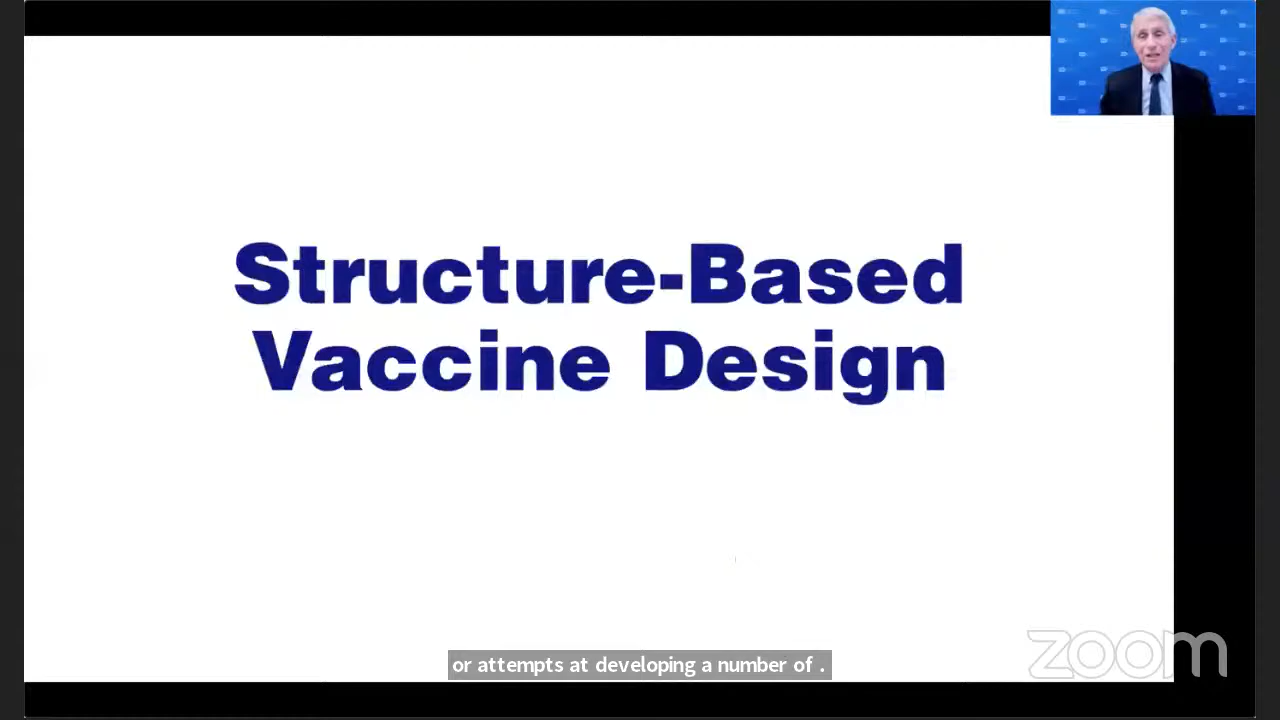 Structure-Based
Vaccine Design
or attempts at developing a number of .
zoom